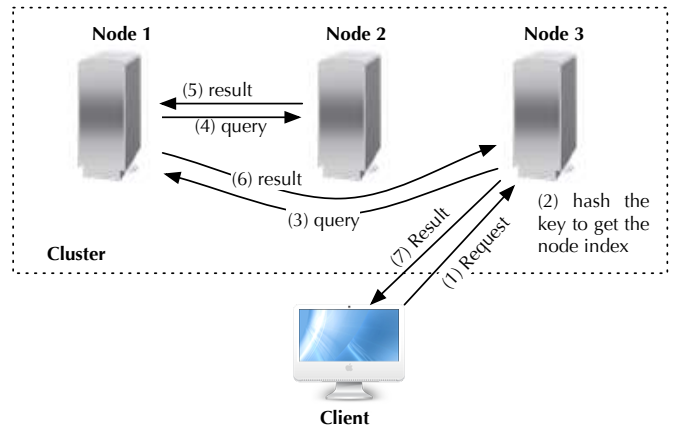 Node 1
Node 2
Node 3
(5) result
(4) query
(6) result
(3) query
(2) hash the
key to get the
node index
(7) Result
(1) Request
Cluster
Client